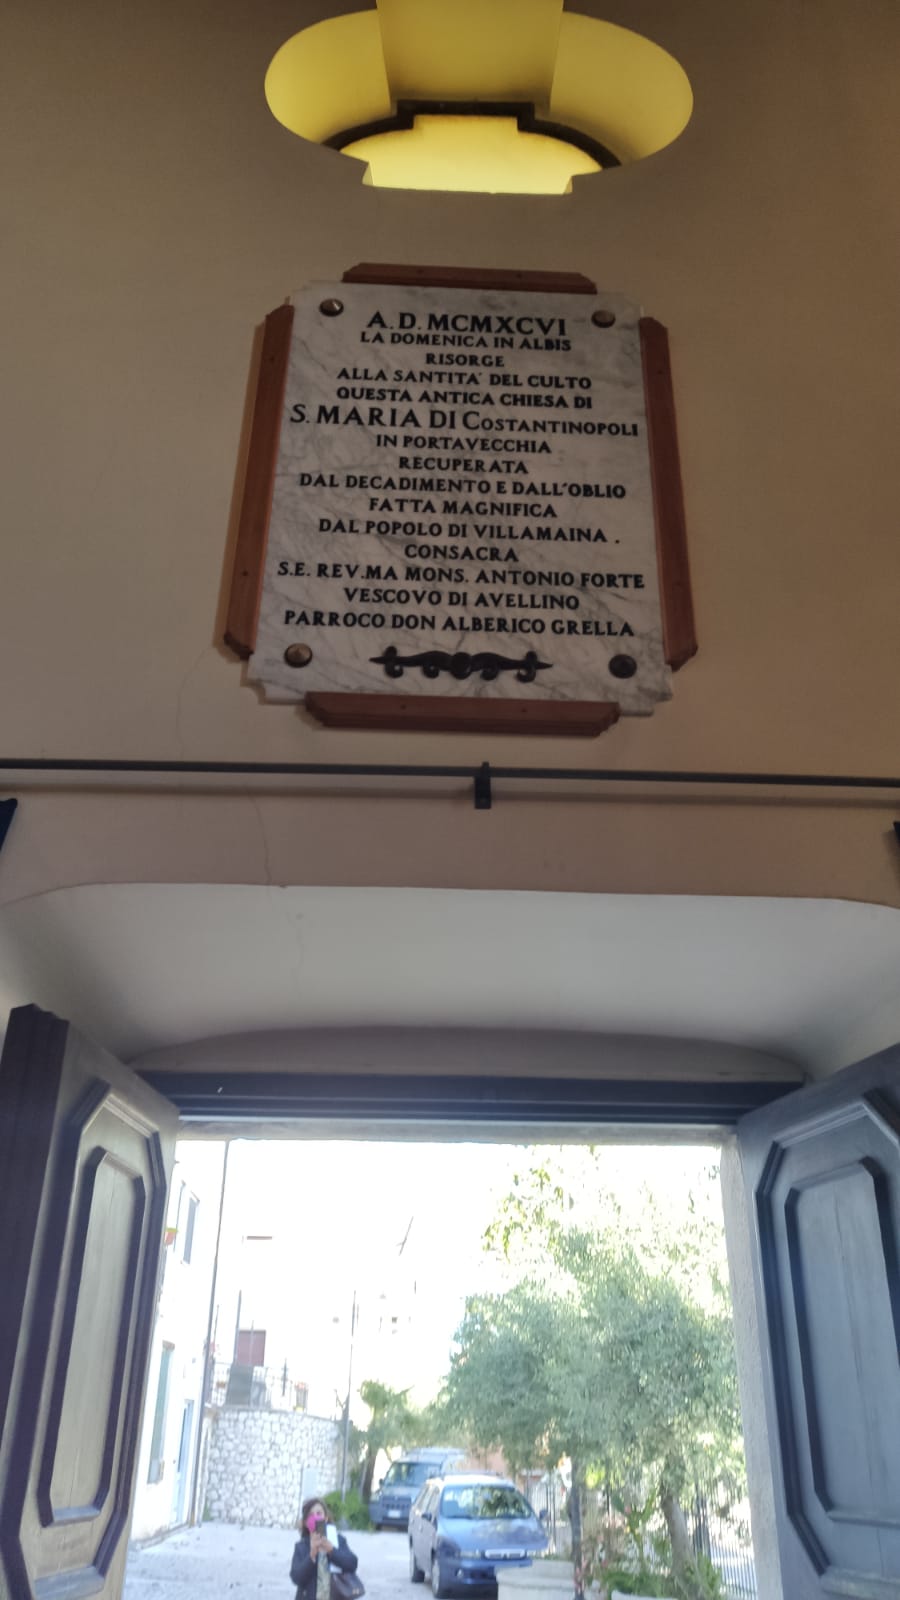 A.D. MCMXCVI
LA DOMENICA IN ALBIS
RISORGE
ALLA SANTITA' DEL CULTO
QUESTA ANTICA CHIESA DI
S. MARIA DI COSTANTINOPOLI
IN PORTAVECCHIA
RECUPERATA
DAL DECADIMENTO E DALL'OBLIO
FATTA MAGNIFICA
DAL POPOLO DI VILLAMAINA .
CONSACRA
S.E. REV.MA MONS. ANTONIO FORTE
VESCOVO DI AVELLINO
PARROCO DON ALBERICO GRELLA